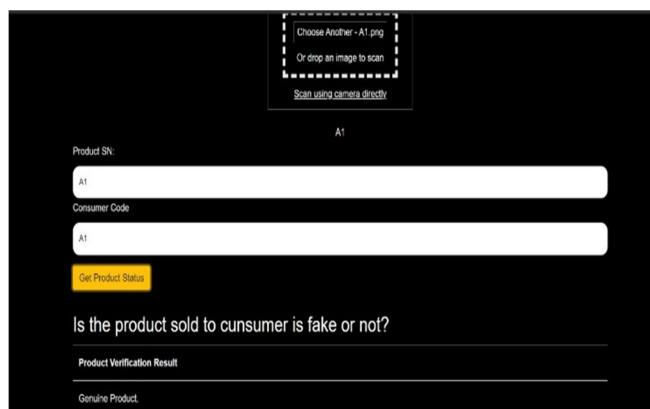 Choose Another - A1.png
Or drop an image to scan
Scan using camera directly
A1
Product SN:
A1
Consumer Code
A1
Get Product Status
Is the product sold to cunsumer is fake or not?
Product Verification Result
Genuine Product.